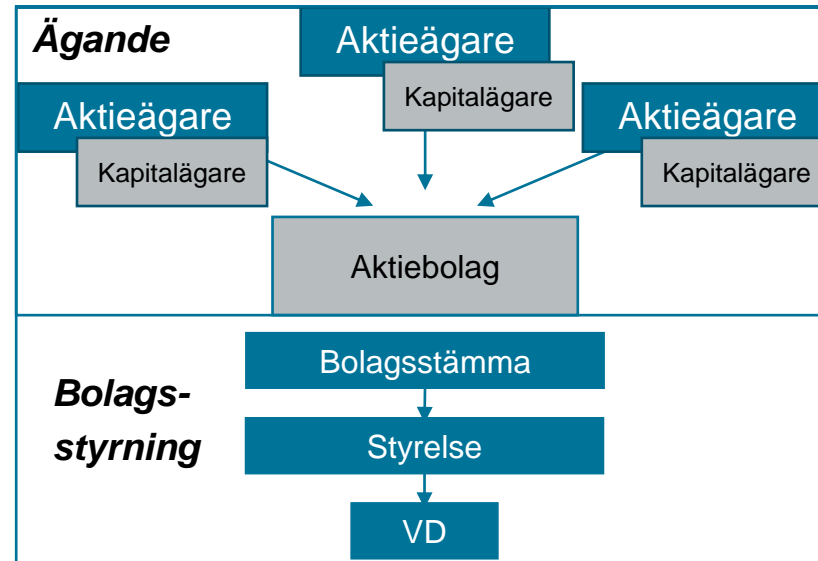 Ägande
Aktieägare
Kapitalägare
Aktieägare
Kapitalägare
Aktieägare
Kapitalägare
Aktiebolag
Bolags-
styrning
Bolagsstämma
Styrelse
VD